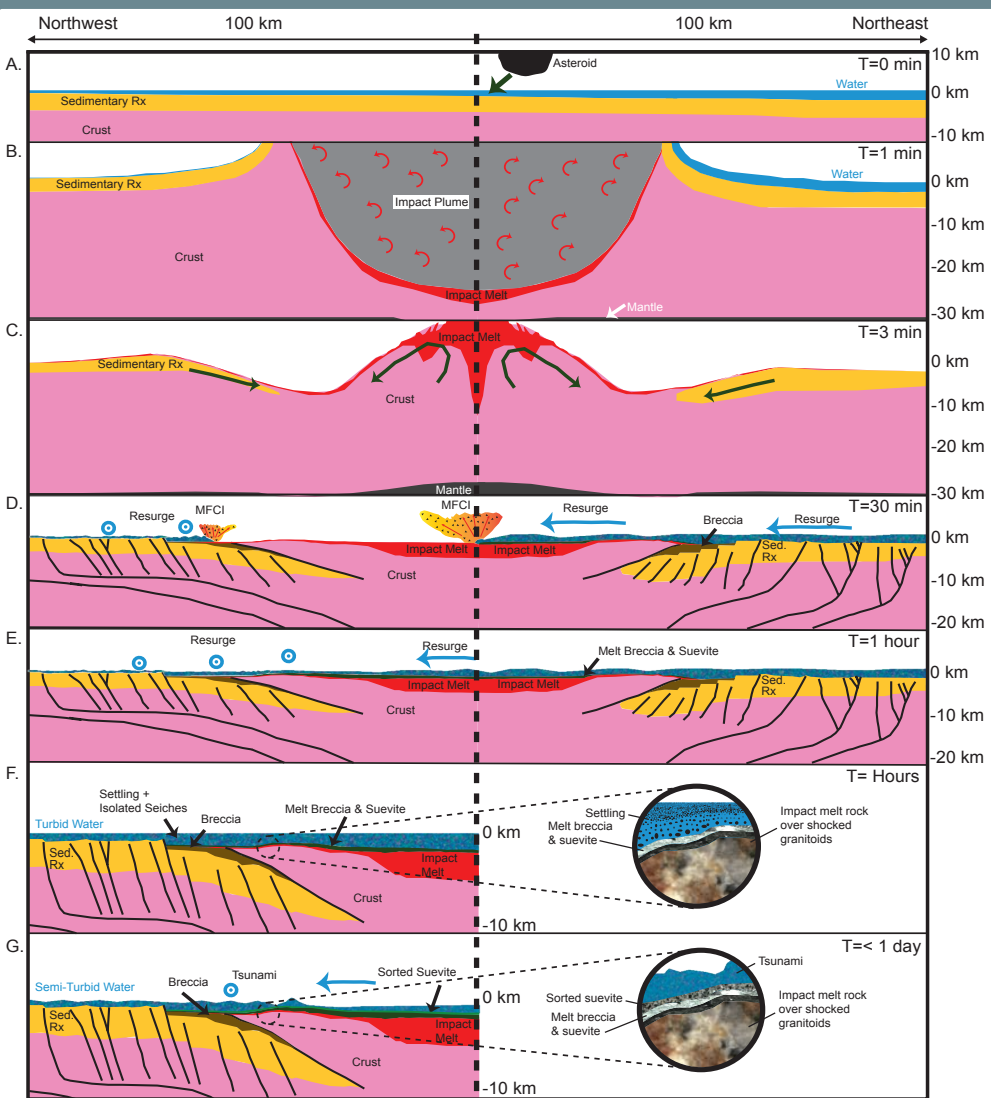 Northwest 100 km 100 km Northeast
A. Asteroid T=0 min 10 km
Water 0 km
Sedimentary Rx
Crust -10 km
B. T=1 min
Sedimentary Rx 0 km
Impact Plume Water
-10 km
Crust
-20 km
Impact Melt
Mantle -30 km
C. T=3 min
Impact Melt
Sedimentary Rx 0 km
Crust -10 km
-20 km
Mantle -30 km
D. MFCI MFCI T=30 min
Resurge Resurge Breccia Resurge
0 km
Impact Melt Impact Melt Sed.
Rx
Crust -10 km
-20 km
E. Resurge Resurge T=1 hour
Melt Breccia & Suevite
0 km
Impact Melt Impact Melt Sed.
Rx
Crust -10 km
-20 km
F. T= Hours
Settling +
Isolated Seiches
Melt Breccia & Suevite
Breccia
Turbid Water
0 km
Sed.
Rx
Impact
Melt
Crust
-10 km
Settling
Melt breccia
& suevite
Impact melt rock
over shocked
granitoids
G. T=< 1 day
Breccia Tsunami Sorted Suevite
Semi-Turbid Water
0 km
Sed.
Rx
Impact
Melt
Crust
-10 km
Tsunami
Sorted suevite
Melt breccia
& suevite
Impact melt rock
over shocked
granitoids